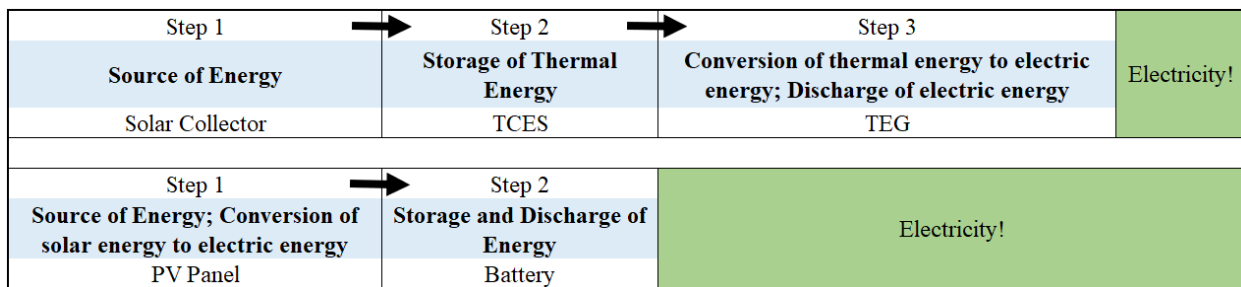 Step 1
Step 2
Step 3
Source of Energy
Storage of Thermal
Energy
Conversion of thermal energy to electric
energy; Discharge of electric energy
Electricity!
Solar Collector
TCES
TEG
Step 1
Step 2
Source of Energy; Conversion of
solar energy to electric energy
Storage and Discharge of
Energy
Electricity!
PV Panel
Battery